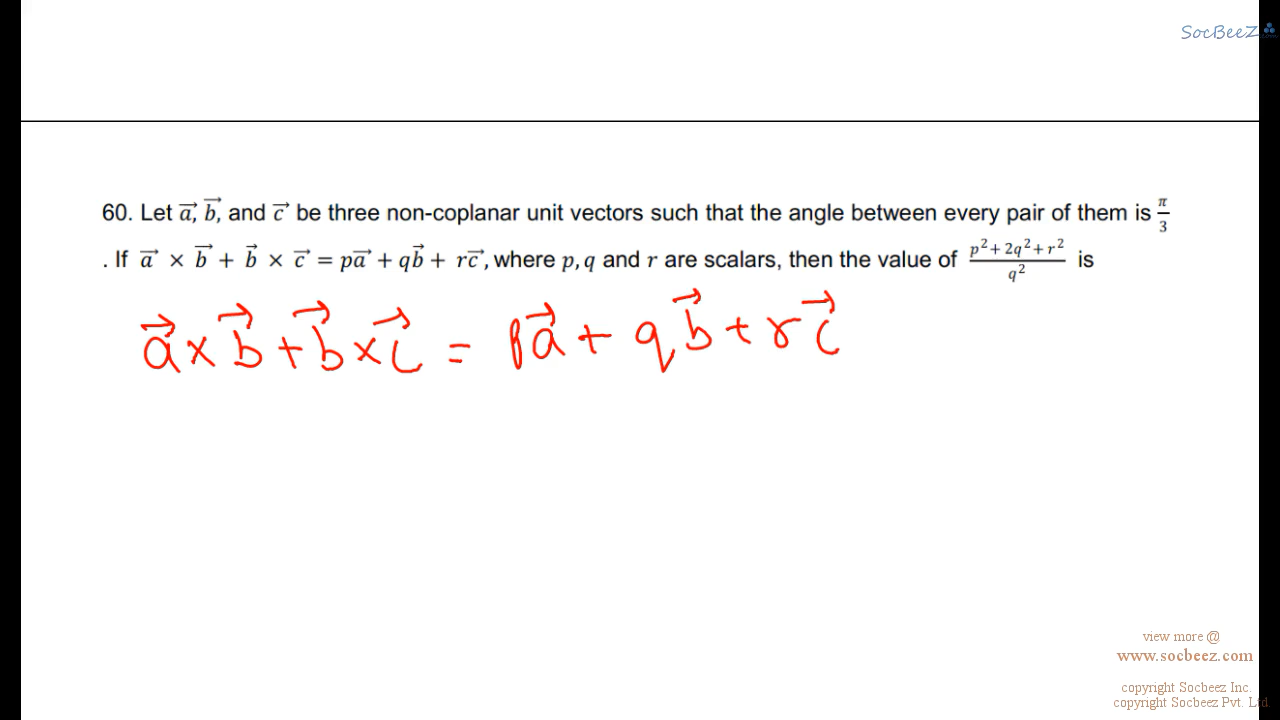 SocBeeZ
60. Let a⃗, b⃗, and c⃗ be three non-coplanar unit vectors such that the angle between every pair of them is π/3
. If a⃗ × b⃗ + b⃗ × c⃗ = pa⃗ + qb⃗ + rc⃗, where p, q and r are scalars, then the value of (p² + 2q² + r²)/q² is
a⃗ × b⃗ + b⃗ × c⃗ = pa⃗ + qb⃗ + rc⃗
view more @
www.socbeez.com
copyright Socbeez Inc.
copyright Socbeez Pvt. Ltd.